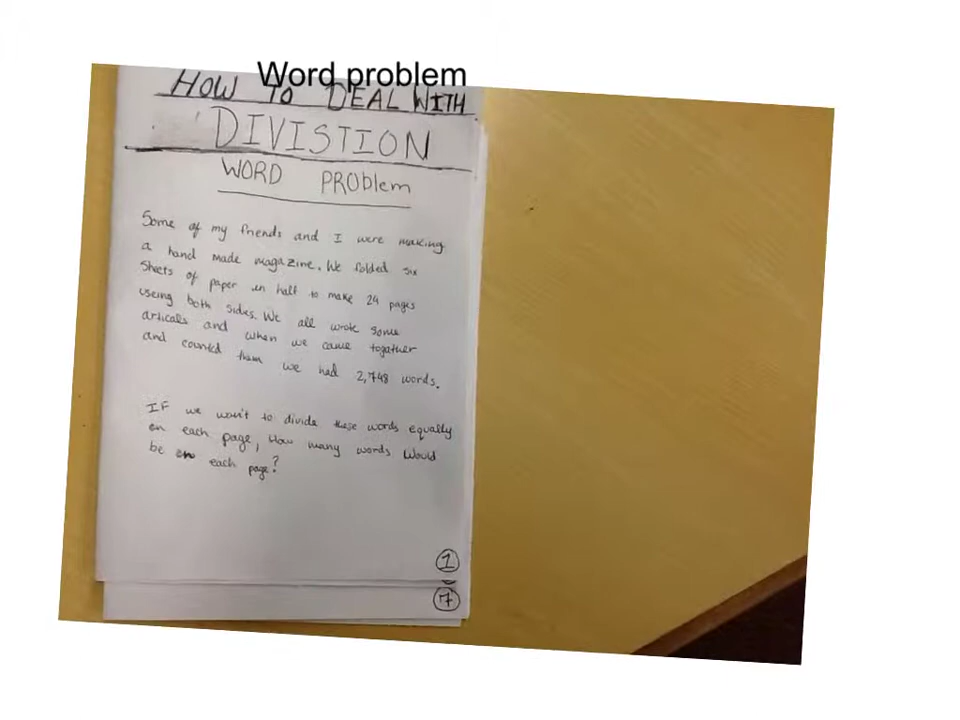 Word problem
HOW TO DEAL WITH
DIVISTION
WORD PROBlem
Some of my friends and I were making
a hand made magazine. We folded six
Sheets of paper in half to make 24 pages
useing both sides. We all wrote some
articals and when we came togather
and counted them we had 2,748 words.
IF we won't to divide these words equally
on each page, How many words Would
be on each page?
1
7